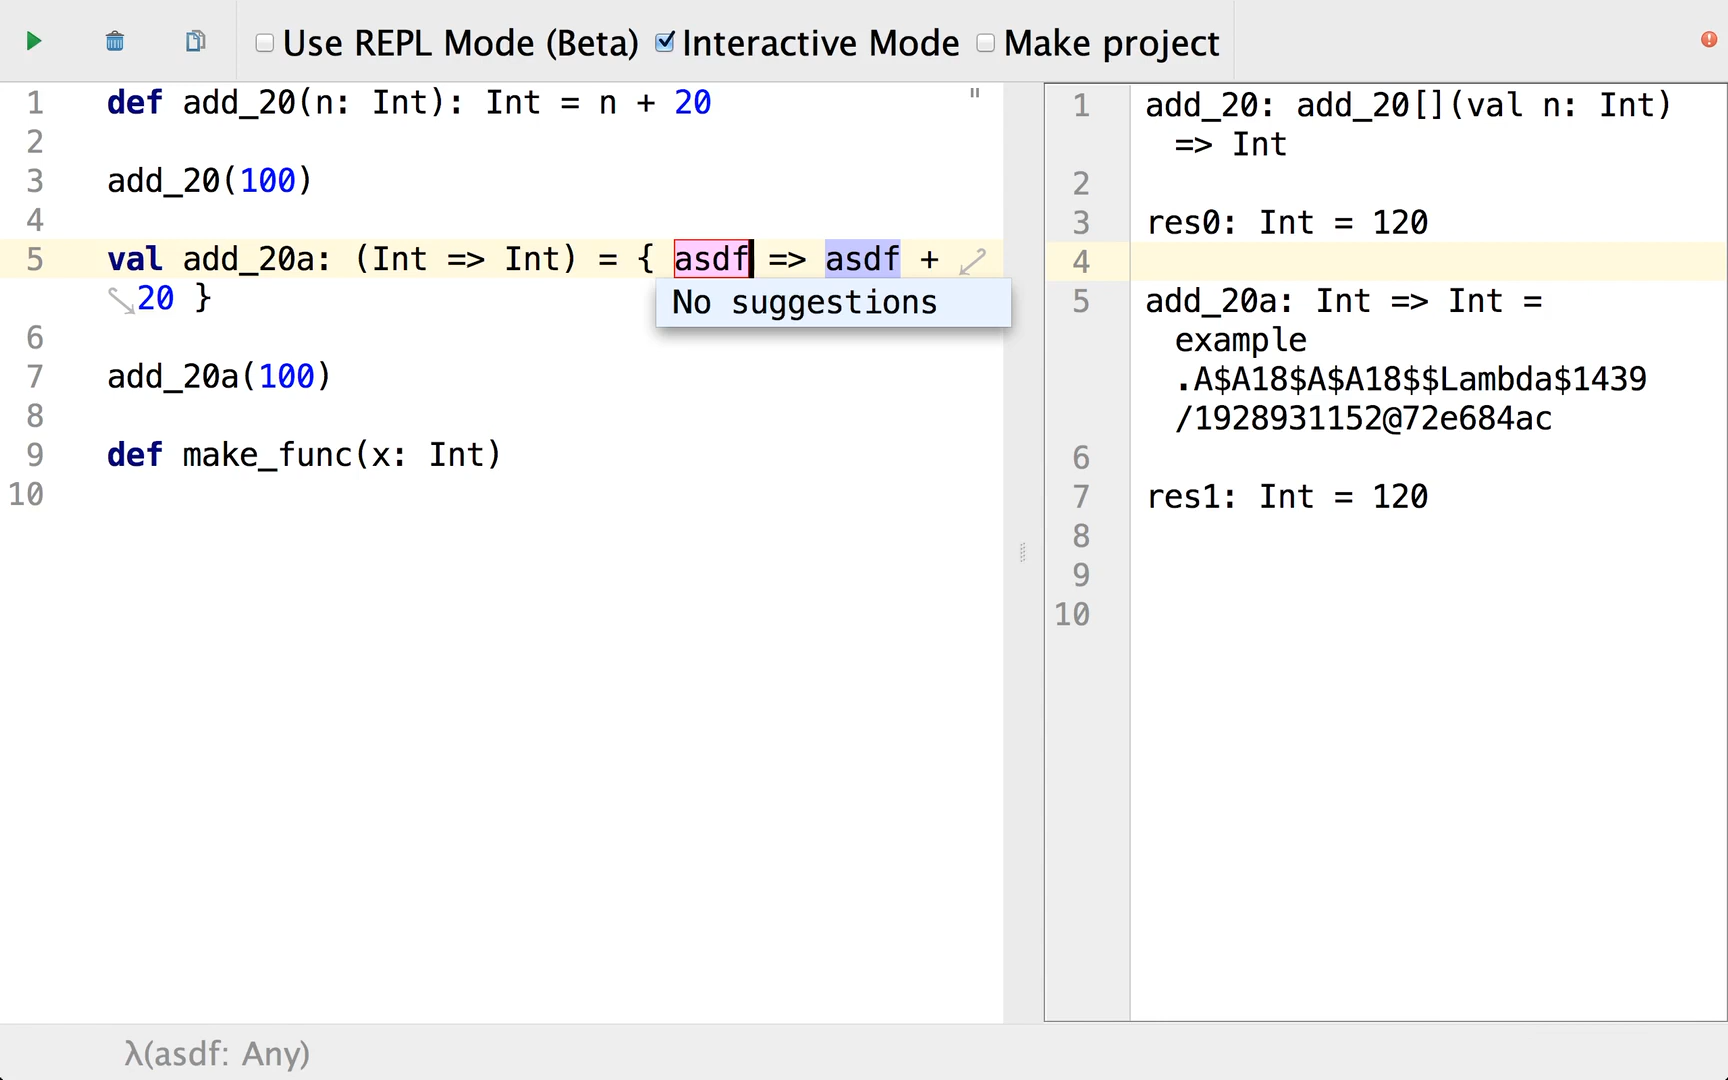 Use REPL Mode (Beta) Interactive Mode Make project
1 def add_20(n: Int): Int = n + 20 "
2
3 add_20(100)
4
5 val add_20a: (Int => Int) = { asdf => asdf +
20 }
No suggestions
6
7 add_20a(100)
8
9 def make_func(x: Int)
10
1 add_20: add_20[](val n: Int)
=> Int
2
3 res0: Int = 120
4
5 add_20a: Int => Int =
example
.A$A18$A$A18$$Lambda$1439
/1928931152@72e684ac
6
7 res1: Int = 120
8
9
10
λ(asdf: Any)